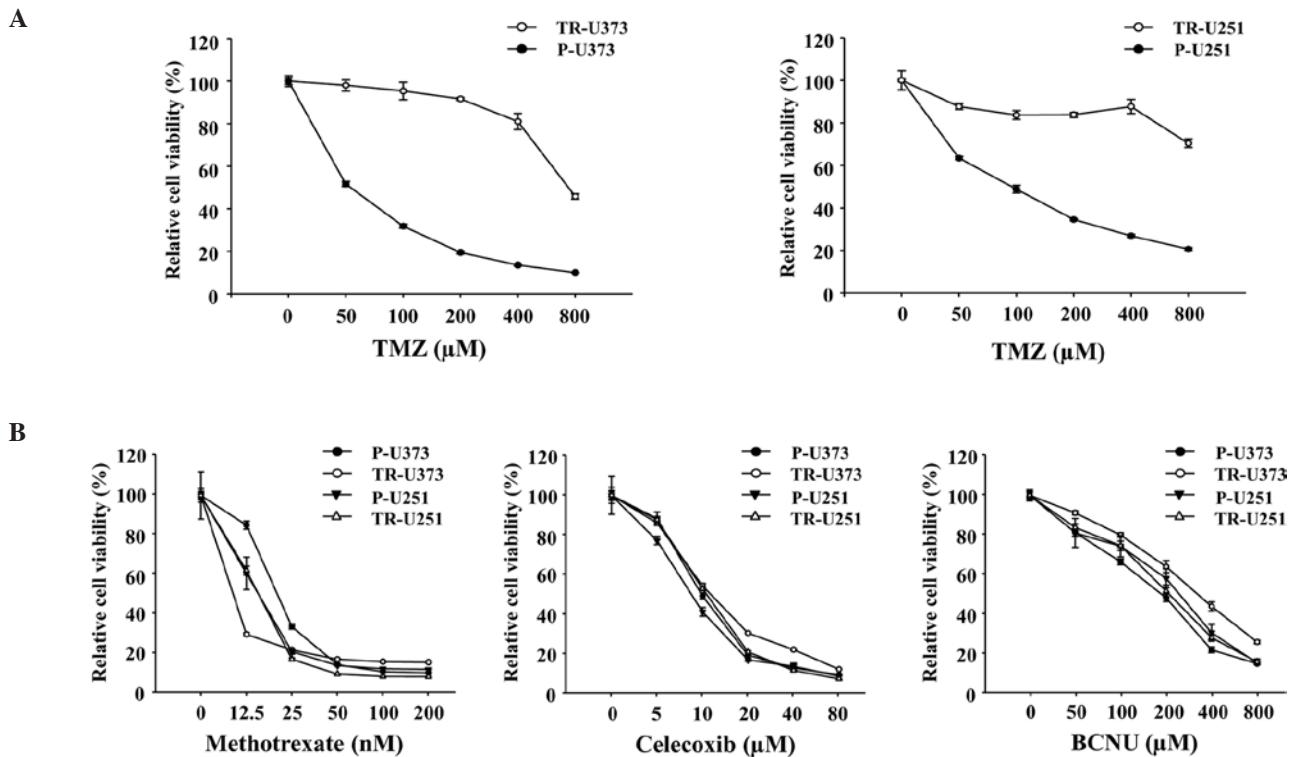 A
TR-U373
P-U373
Relative cell viability (%)
120
100
80
60
40
20
0
0 50 100 200 400 800
TMZ (µM)
TR-U251
P-U251
Relative cell viability (%)
120
100
80
60
40
20
0
0 50 100 200 400 800
TMZ (µM)
B
P-U373
TR-U373
P-U251
TR-U251
Relative cell viability (%)
120
100
80
60
40
20
0
0 12.5 25 50 100 200
Methotrexate (nM)
P-U373
TR-U373
P-U251
TR-U251
Relative cell viability (%)
120
100
80
60
40
20
0
0 5 10 20 40 80
Celecoxib (µM)
P-U373
TR-U373
P-U251
TR-U251
Relative cell viability (%)
120
100
80
60
40
20
0
0 50 100 200 400 800
BCNU (µM)